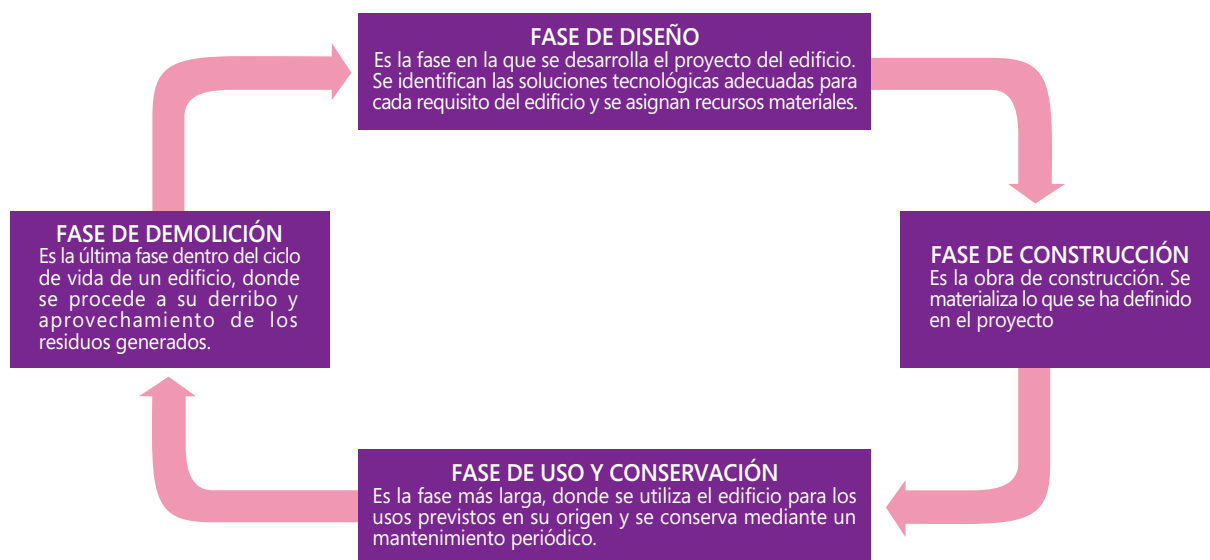 FASE DE DISEÑO
Es la fase en la que se desarrolla el proyecto del edificio.
Se identifican las soluciones tecnológicas adecuadas para
cada requisito del edificio y se asignan recursos materiales.
FASE DE CONSTRUCCIÓN
Es la obra de construcción. Se
materializa lo que se ha definido
en el proyecto
FASE DE USO Y CONSERVACIÓN
Es la fase más larga, donde se utiliza el edificio para los
usos previstos en su origen y se conserva mediante un
mantenimiento periódico.
FASE DE DEMOLICIÓN
Es la última fase dentro del ciclo
de vida de un edificio, donde
se procede a su derribo y
aprovechamiento de los
residuos generados.